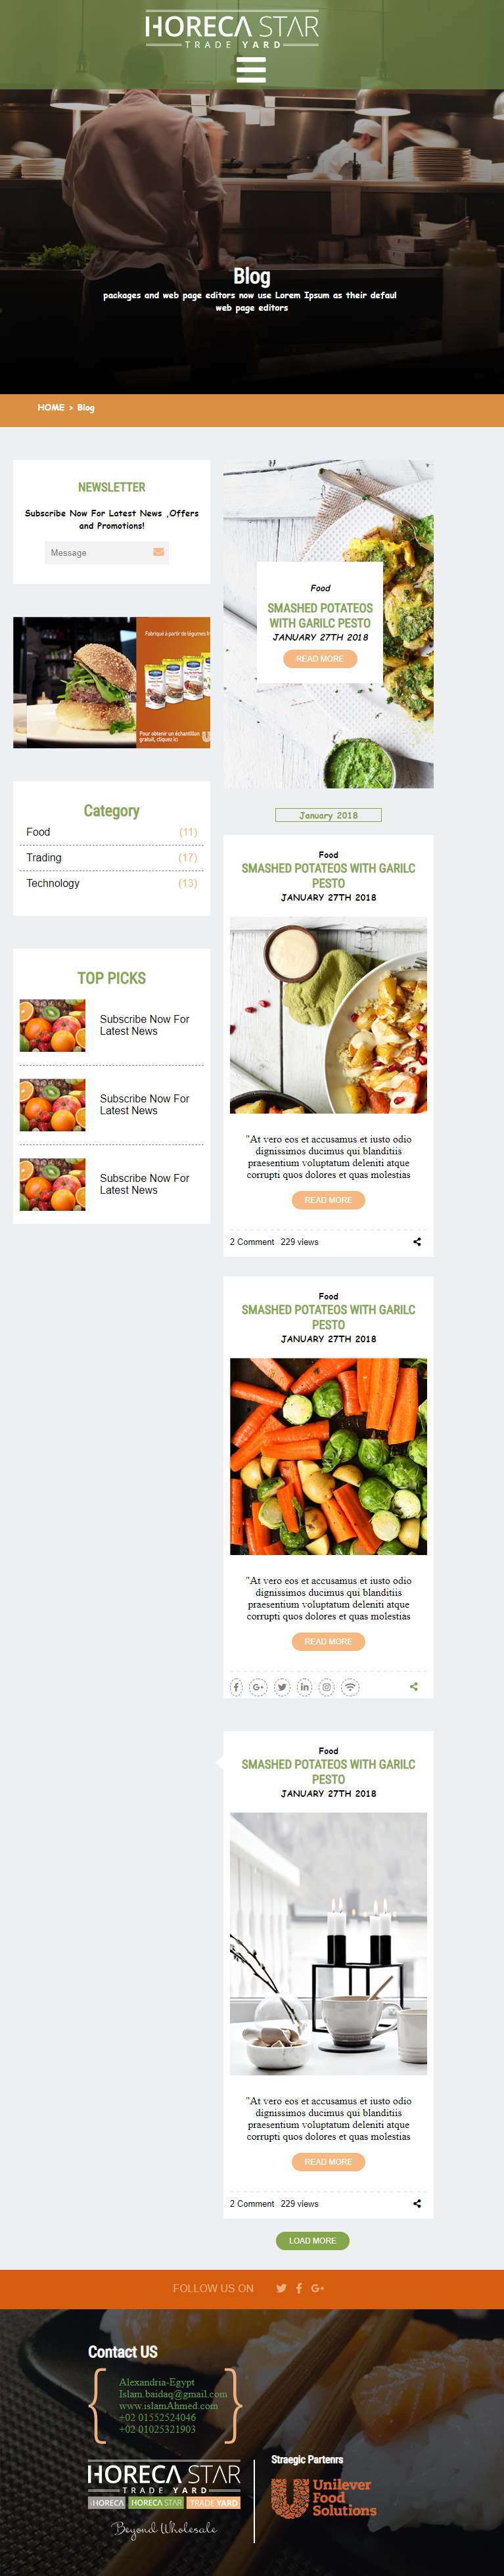 HORECA STAR
TRADE YARD
Blog
packages and web page editors now use Lorem Ipsum as their defaul
web page editors
HOME > Blog
NEWSLETTER
Subscribe Now For Latest News ,Offers
and Promotions!
Message
Fabriqué à partir de légumes fr
Pour obtenir un échantillon
gratuit, cliquez ici
Category
Food (11)
Trading (17)
Technology (13)
TOP PICKS
Subscribe Now For
Latest News
Subscribe Now For
Latest News
Subscribe Now For
Latest News
Food
SMASHED POTATEOS
WITH GARILC PESTO
JANUARY 27TH 2018
READ MORE
January 2018
Food
SMASHED POTATEOS WITH GARILC
PESTO
JANUARY 27TH 2018
"At vero eos et accusamus et iusto odio
dignissimos ducimus qui blanditiis
praesentium voluptatum deleniti atque
corrupti quos dolores et quas molestias
READ MORE
2 Comment 229 views
Food
SMASHED POTATEOS WITH GARILC
PESTO
JANUARY 27TH 2018
"At vero eos et accusamus et iusto odio
dignissimos ducimus qui blanditiis
praesentium voluptatum deleniti atque
corrupti quos dolores et quas molestias
READ MORE
Food
SMASHED POTATEOS WITH GARILC
PESTO
JANUARY 27TH 2018
"At vero eos et accusamus et iusto odio
dignissimos ducimus qui blanditiis
praesentium voluptatum deleniti atque
corrupti quos dolores et quas molestias
READ MORE
2 Comment 229 views
LOAD MORE
FOLLOW US ON
Contact US
Alexandria-Egypt
Islam.baidaq@gmail.com
www.islamAhmed.com
+02 01552524046
+02 01025321903
HORECA STAR
TRADE YARD
HORECA HORECA STAR TRADE YARD
Beyond Wholesale
Straegic Partenrs
Unilever
Food
Solutions